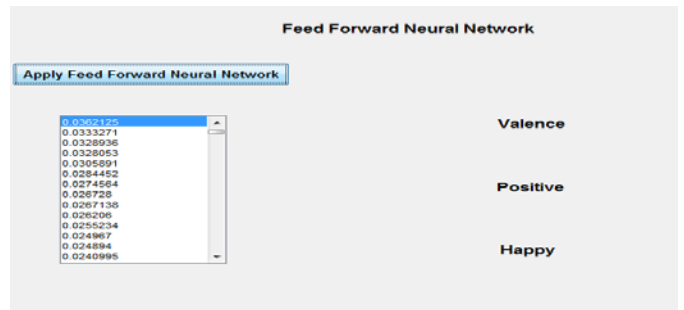 Feed Forward Neural Network
Apply Feed Forward Neural Network
0.0362125
0.0333271
0.0328936
0.0328053
0.0305891
0.0284452
0.0274564
0.026728
0.0267138
0.026206
0.0255234
0.024967
0.024894
0.0240995
Valence
Positive
Happy